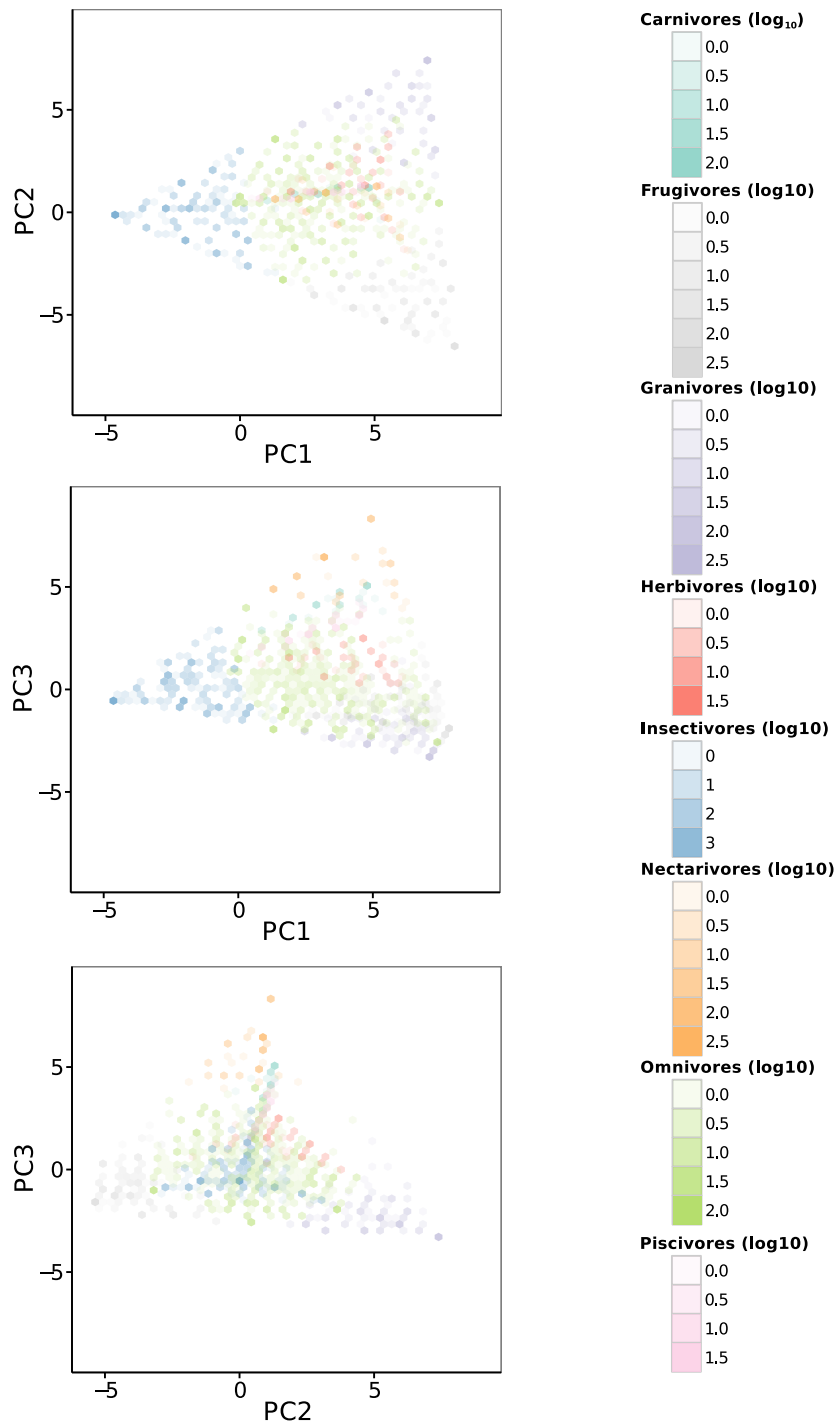 5
0
−5
PC2
−5 0 5
PC1
5
0
−5
PC3
−5 0 5
PC1
5
0
−5
PC3
−5 0 5
PC2
Carnivores (log₁₀)
0.0
0.5
1.0
1.5
2.0
Frugivores (log10)
0.0
0.5
1.0
1.5
2.0
2.5
Granivores (log10)
0.0
0.5
1.0
1.5
2.0
2.5
Herbivores (log10)
0.0
0.5
1.0
1.5
Insectivores (log10)
0
1
2
3
Nectarivores (log10)
0.0
0.5
1.0
1.5
2.0
2.5
Omnivores (log10)
0.0
0.5
1.0
1.5
2.0
Piscivores (log10)
0.0
0.5
1.0
1.5